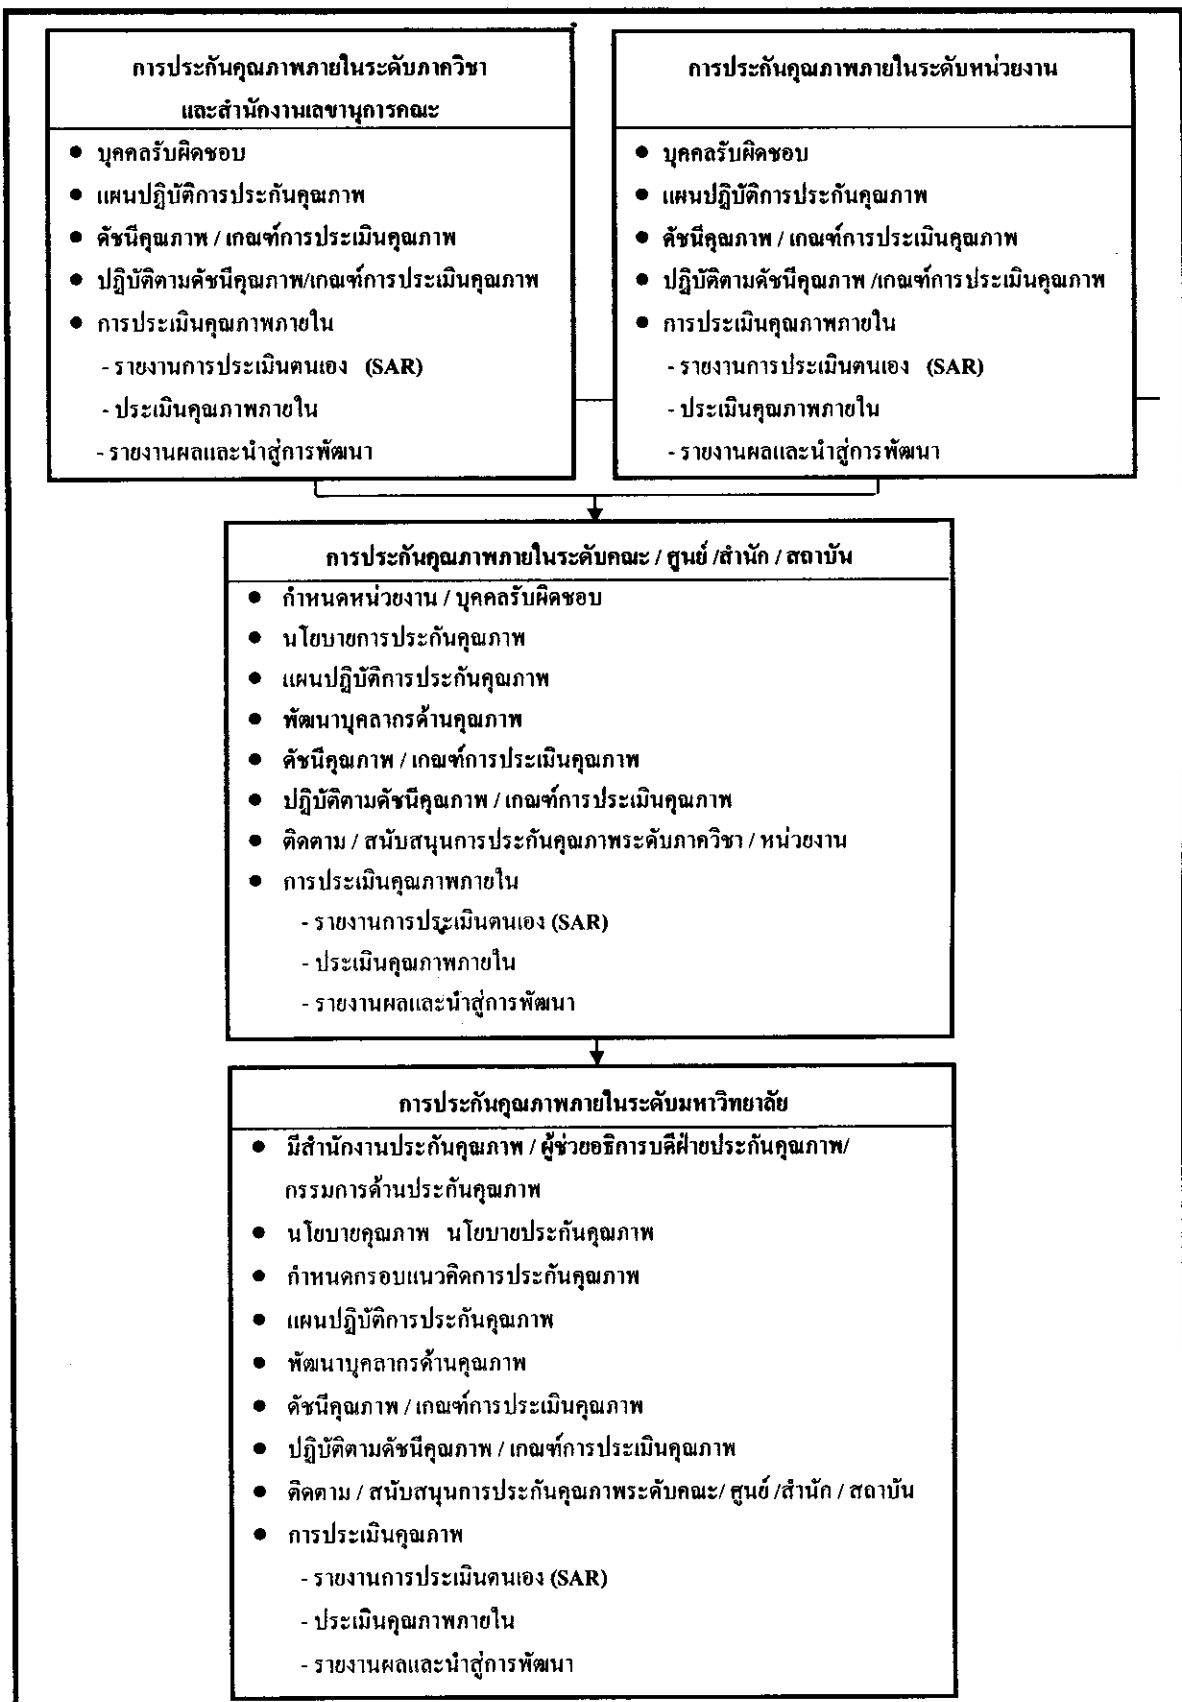 การประกันคุณภาพภายในระดับภาควิชา
และสำนักงานเลขานุการคณะ
● บุคคลรับผิดชอบ
● แผนปฏิบัติการประกันคุณภาพ
● ดัชนีคุณภาพ / เกณฑ์การประเมินคุณภาพ
● ปฏิบัติตามดัชนีคุณภาพ/เกณฑ์การประเมินคุณภาพ
● การประเมินคุณภาพภายใน
- รายงานการประเมินตนเอง (SAR)
- ประเมินคุณภาพภายใน
- รายงานผลและนำสู่การพัฒนา
การประกันคุณภาพภายในระดับหน่วยงาน
● บุคคลรับผิดชอบ
● แผนปฏิบัติการประกันคุณภาพ
● ดัชนีคุณภาพ / เกณฑ์การประเมินคุณภาพ
● ปฏิบัติตามดัชนีคุณภาพ /เกณฑ์การประเมินคุณภาพ
● การประเมินคุณภาพภายใน
- รายงานการประเมินตนเอง (SAR)
- ประเมินคุณภาพภายใน
- รายงานผลและนำสู่การพัฒนา
การประกันคุณภาพภายในระดับคณะ / ศูนย์ /สำนัก / สถาบัน
● กำหนดหน่วยงาน / บุคคลรับผิดชอบ
● นโยบายการประกันคุณภาพ
● แผนปฏิบัติการประกันคุณภาพ
● พัฒนาบุคลากรด้านคุณภาพ
● ดัชนีคุณภาพ / เกณฑ์การประเมินคุณภาพ
● ปฏิบัติตามดัชนีคุณภาพ / เกณฑ์การประเมินคุณภาพ
● ติดตาม / สนับสนุนการประกันคุณภาพระดับภาควิชา / หน่วยงาน
● การประเมินคุณภาพภายใน
- รายงานการประเมินตนเอง (SAR)
- ประเมินคุณภาพภายใน
- รายงานผลและนำสู่การพัฒนา
การประกันคุณภาพภายในระดับมหาวิทยาลัย
● มีสำนักงานประกันคุณภาพ / ผู้ช่วยอธิการบดีฝ่ายประกันคุณภาพ/
กรรมการด้านประกันคุณภาพ
● นโยบายคุณภาพ นโยบายประกันคุณภาพ
● กำหนดกรอบแนวคิดการประกันคุณภาพ
● แผนปฏิบัติการประกันคุณภาพ
● พัฒนาบุคลากรด้านคุณภาพ
● ดัชนีคุณภาพ / เกณฑ์การประเมินคุณภาพ
● ปฏิบัติตามดัชนีคุณภาพ / เกณฑ์การประเมินคุณภาพ
● ติดตาม / สนับสนุนการประกันคุณภาพระดับคณะ/ ศูนย์ /สำนัก / สถาบัน
● การประเมินคุณภาพ
- รายงานการประเมินตนเอง (SAR)
- ประเมินคุณภาพภายใน
- รายงานผลและนำสู่การพัฒนา